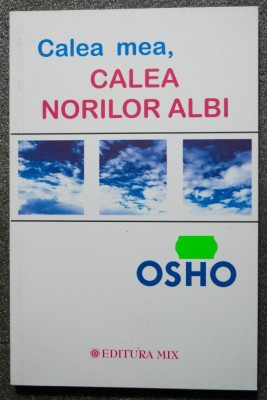 Calea mea,
CALEA
NORILOR ALBI
OSHO
EDITURA MIX